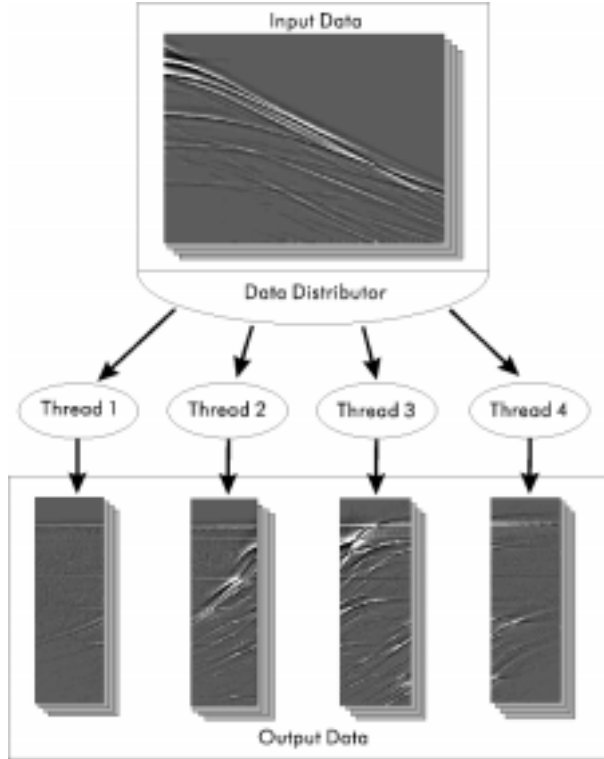 Input Data
Data Distributor
Thread 1
Thread 2
Thread 3
Thread 4
Output Data